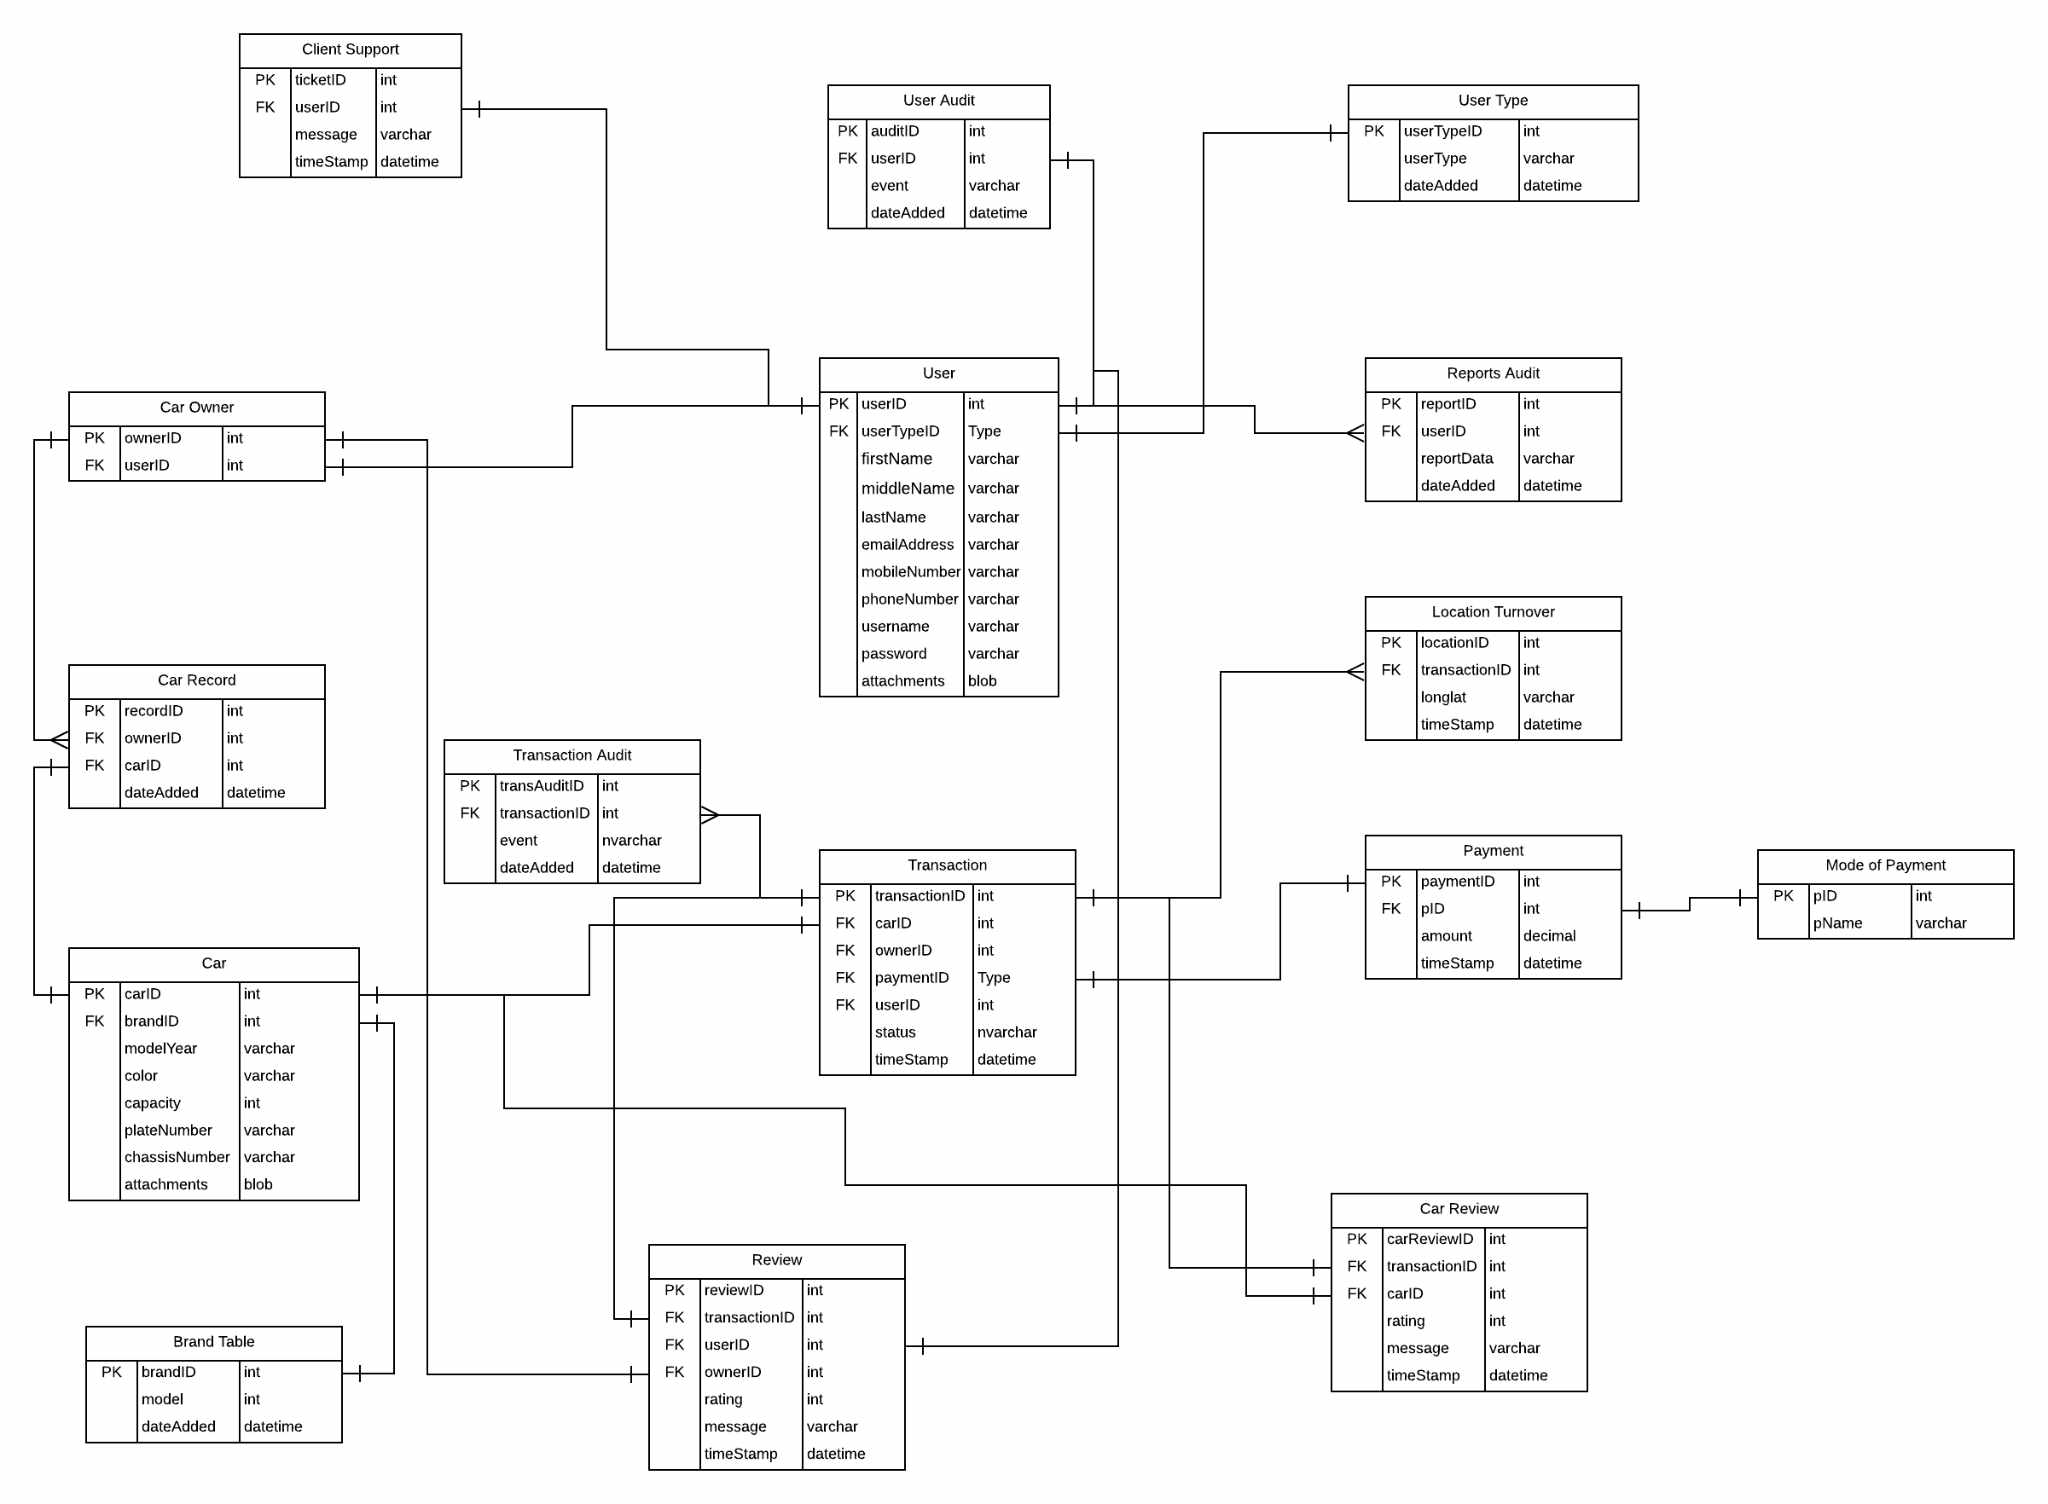 Client Support
PK ticketID int
FK userID int
message varchar
timeStamp datetime
User Audit
PK auditID int
FK userID int
event varchar
dateAdded datetime
User Type
PK userTypeID int
userType varchar
dateAdded datetime
Car Owner
PK ownerID int
FK userID int
User
PK userID int
FK userTypeID Type
firstName varchar
middleName varchar
lastName varchar
emailAddress varchar
mobileNumber varchar
phoneNumber varchar
username varchar
password varchar
attachments blob
Reports Audit
PK reportID int
FK userID int
reportData varchar
dateAdded datetime
Location Turnover
PK locationID int
FK transactionID int
longlat varchar
timeStamp datetime
Car Record
PK recordID int
FK ownerID int
FK carID int
dateAdded datetime
Transaction Audit
PK transAuditID int
FK transactionID int
event nvarchar
dateAdded datetime
Transaction
PK transactionID int
FK carID int
FK ownerID int
FK paymentID Type
FK userID int
status nvarchar
timeStamp datetime
Payment
PK paymentID int
FK pID int
amount decimal
timeStamp datetime
Mode of Payment
PK pID int
pName varchar
Car
PK carID int
FK brandID int
modelYear varchar
color varchar
capacity int
plateNumber varchar
chassisNumber varchar
attachments blob
Car Review
PK carReviewID int
FK transactionID int
FK carID int
rating int
message varchar
timeStamp datetime
Review
PK reviewID int
FK transactionID int
FK userID int
FK ownerID int
rating int
message varchar
timeStamp datetime
Brand Table
PK brandID int
model int
dateAdded datetime